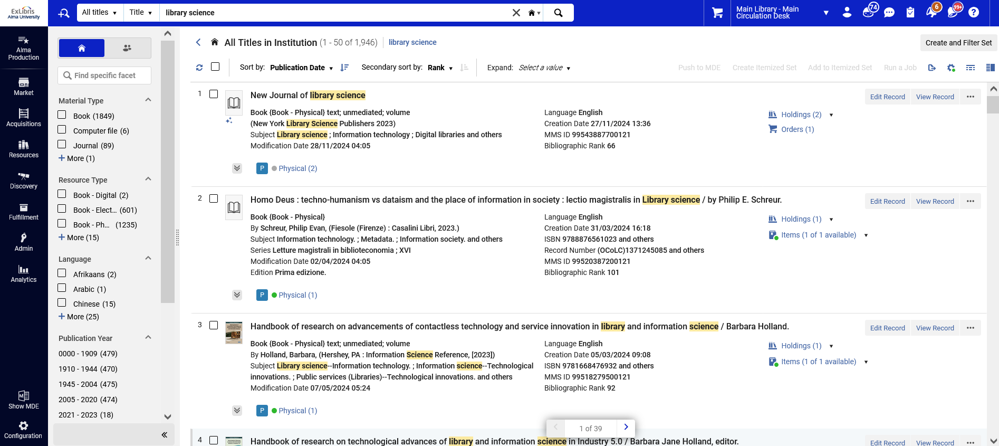 ExLibris
Alma University
All titles
Title
library science
Main Library - Main
Circulation Desk
74
6
99+
Alma
Production
Market
Acquisitions
Resources
Discovery
Fulfillment
Admin
Analytics
Show MDE
Configuration
Find specific facet
Material Type
Book (1849)
Computer file (6)
Journal (89)
+ More (1)
Resource Type
Book - Digital (2)
Book - Elect... (601)
Book - Ph... (1235)
+ More (15)
Language
Afrikaans (2)
Arabic (1)
Chinese (15)
+ More (25)
Publication Year
0000 - 1909 (479)
1910 - 1944 (470)
1945 - 2004 (475)
2005 - 2020 (474)
2021 - 2023 (18)
All Titles in Institution (1 - 50 of 1,946) library science
Create and Filter Set
Sort by: Publication Date Secondary sort by: Rank Expand: Select a value
Push to MDE Create Itemized Set Add to Itemized Set Run a Job
1
New Journal of library science
Edit Record View Record
Book {Book - Physical} text; unmediated; volume
(New York Library Science Publishers 2023)
Subject Library science ; Information technology ; Digital libraries and others
Modification Date 28/11/2024 04:05
Language English
Creation Date 27/11/2024 13:36
MMS ID 99543887700121
Bibliographic Rank 66
Holdings (2)
Orders (1)
P Physical (2)
2
Homo Deus : techno-humanism vs dataism and the place of information in society : lectio magistralis in Library science / by Philip E. Schreur.
Edit Record View Record
Book {Book - Physical}
By Schreur, Philip Evan, (Fiesole (Firenze) : Casalini Libri, 2023.)
Subject Information technology. ; Metadata. ; Information society. and others
Series Letture magistrali in biblioteconomia ; XVI
Modification Date 02/04/2024 04:05
Edition Prima edizione.
Language English
Creation Date 31/03/2024 16:18
ISBN 9788876561023 and others
Record Number (OCoLC)1371245085 and others
MMS ID 99520387200121
Bibliographic Rank 101
Holdings (1)
Items (1 of 1 available)
P Physical (1)
3
Handbook of research on advancements of contactless technology and service innovation in library and information science / Barbara Holland.
Edit Record View Record
Book {Book - Physical} text; unmediated; volume
By Holland, Barbara, (Hershey, PA : Information Science Reference, [2023])
Subject Library science--Information technology. ; Information science--Technological
innovations. ; Public services (Libraries)--Technological innovations. and others
Modification Date 07/05/2024 05:24
Language English
Creation Date 05/03/2024 09:08
ISBN 9781668476932 and others
MMS ID 99518279500121
Bibliographic Rank 92
Holdings (1)
Items (1 of 1 available)
P Physical (1)
1 of 39
4
Handbook of research on technological advances of library and information science in Industry 5.0 / Barbara Jane Holland, editor.
Edit Record View Record